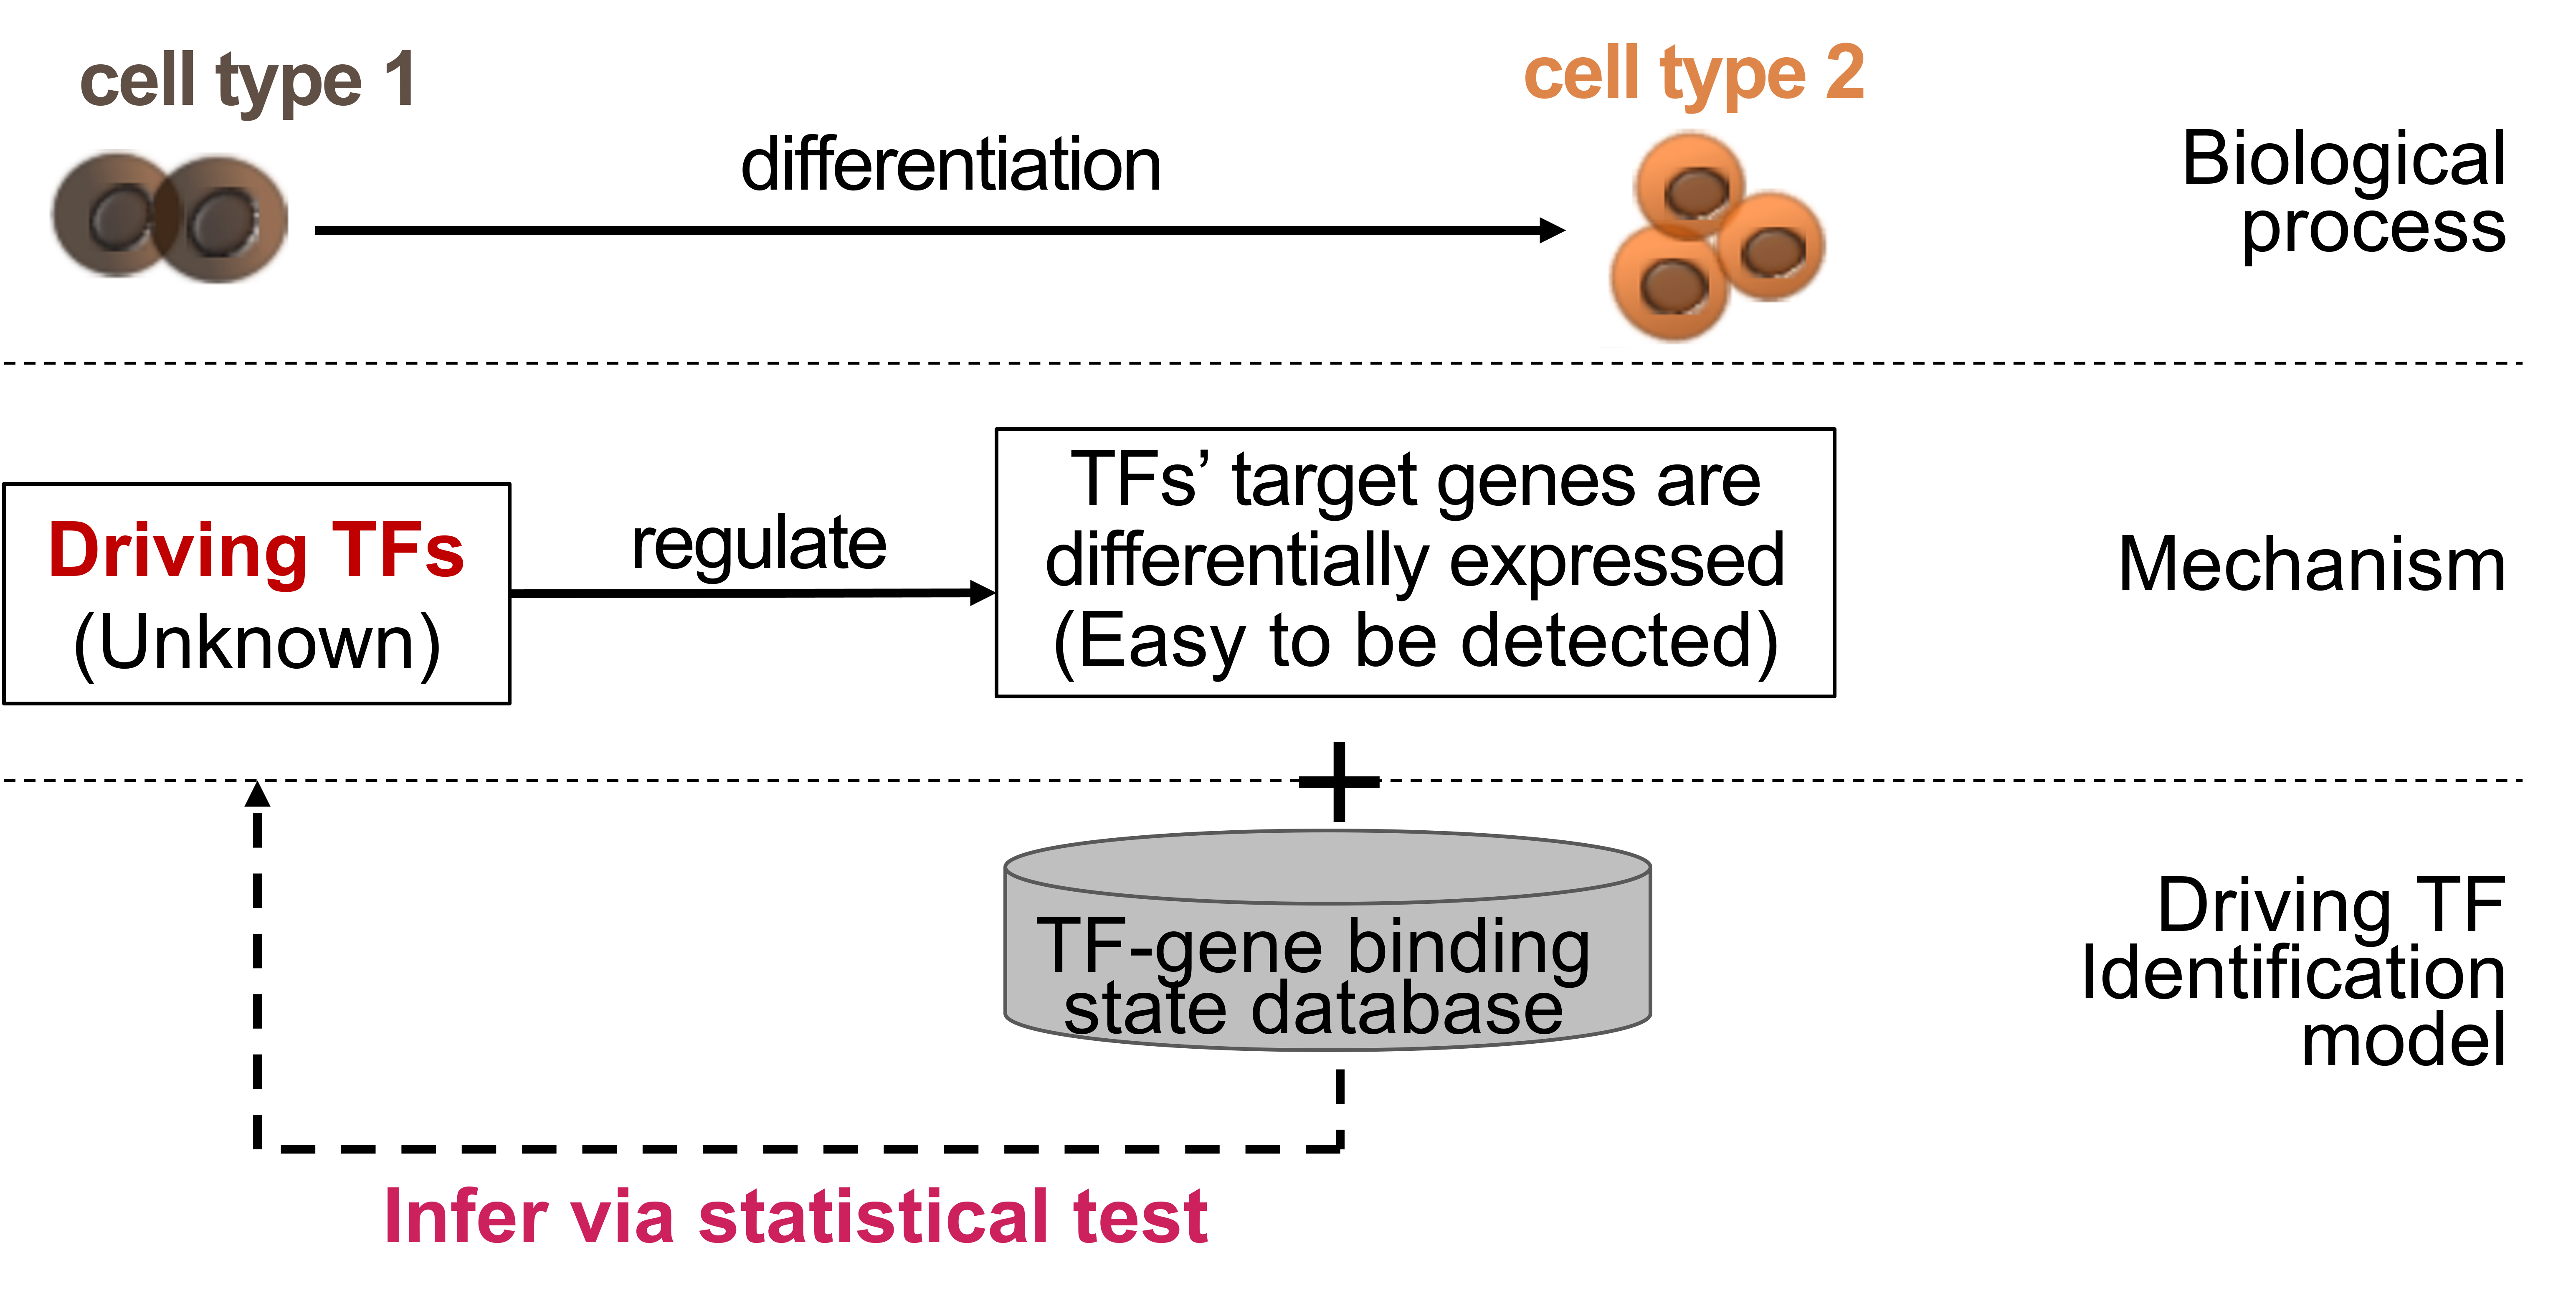 cell type 1
cell type 2
differentiation
Biological
process
Driving TFs
(Unknown)
regulate
TFs’ target genes are
differentially expressed
(Easy to be detected)
Mechanism
+
TF-gene binding
state database
Driving TF
Identification
model
Infer via statistical test